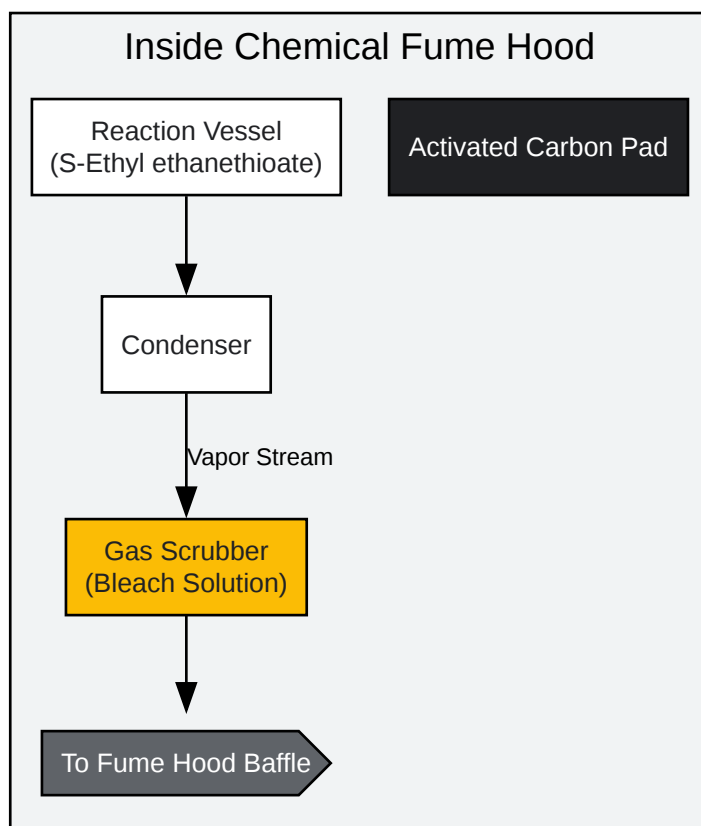 Inside Chemical Fume Hood
Reaction Vessel
(S-Ethyl ethanethioate)
Activated Carbon Pad
Condenser
Vapor Stream
Gas Scrubber
(Bleach Solution)
To Fume Hood Baffle